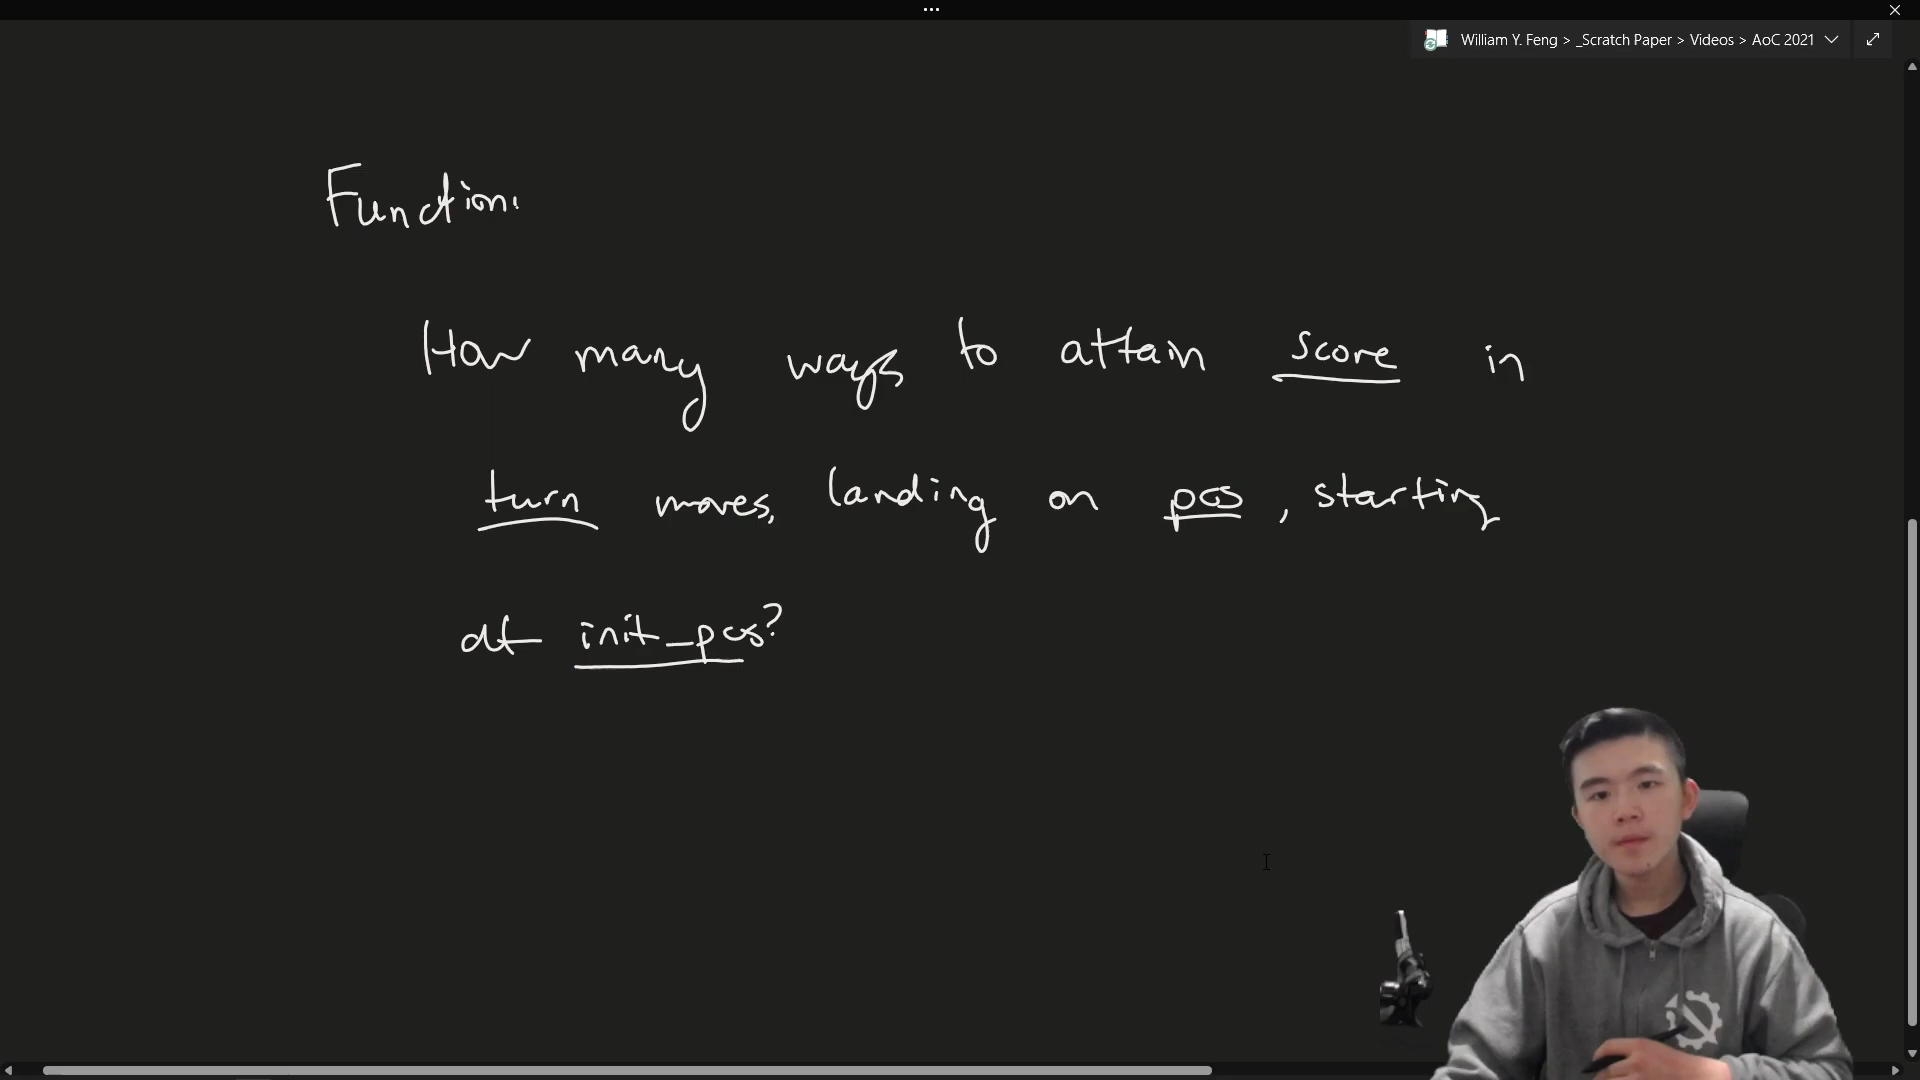 William Y. Feng > _Scratch Paper > Videos > AoC 2021
Function:
How many ways to attain score in
turn moves, landing on pos, starting
at init_pos?